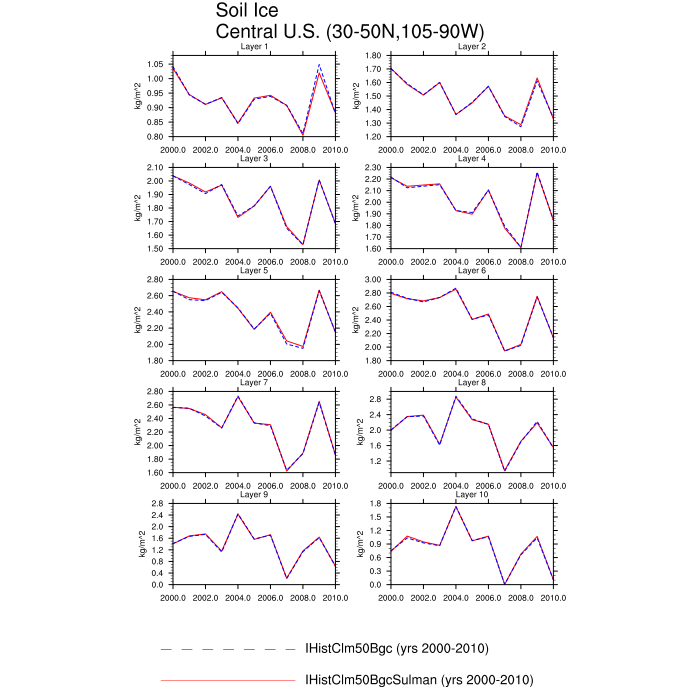 Soil Ice
Central U.S. (30-50N,105-90W)
Layer 1
Layer 2
kg/m^2
1.05
1.00
0.95
0.90
0.85
0.80
2000.0 2002.0 2004.0 2006.0 2008.0 2010.0
kg/m^2
1.80
1.70
1.60
1.50
1.40
1.30
1.20
2000.0 2002.0 2004.0 2006.0 2008.0 2010.0
Layer 3
Layer 4
kg/m^2
2.10
2.00
1.90
1.80
1.70
1.60
1.50
2000.0 2002.0 2004.0 2006.0 2008.0 2010.0
kg/m^2
2.30
2.20
2.10
2.00
1.90
1.80
1.70
1.60
2000.0 2002.0 2004.0 2006.0 2008.0 2010.0
Layer 5
Layer 6
kg/m^2
2.80
2.60
2.40
2.20
2.00
1.80
2000.0 2002.0 2004.0 2006.0 2008.0 2010.0
kg/m^2
3.00
2.80
2.60
2.40
2.20
2.00
1.80
2000.0 2002.0 2004.0 2006.0 2008.0 2010.0
Layer 7
Layer 8
kg/m^2
2.80
2.60
2.40
2.20
2.00
1.80
1.60
2000.0 2002.0 2004.0 2006.0 2008.0 2010.0
kg/m^2
2.8
2.4
2.0
1.6
1.2
2000.0 2002.0 2004.0 2006.0 2008.0 2010.0
Layer 9
Layer 10
kg/m^2
2.8
2.4
2.0
1.6
1.2
0.8
0.4
0.0
2000.0 2002.0 2004.0 2006.0 2008.0 2010.0
kg/m^2
1.8
1.5
1.2
0.9
0.6
0.3
0.0
2000.0 2002.0 2004.0 2006.0 2008.0 2010.0
IHistClm50Bgc (yrs 2000-2010)
IHistClm50BgcSulman (yrs 2000-2010)